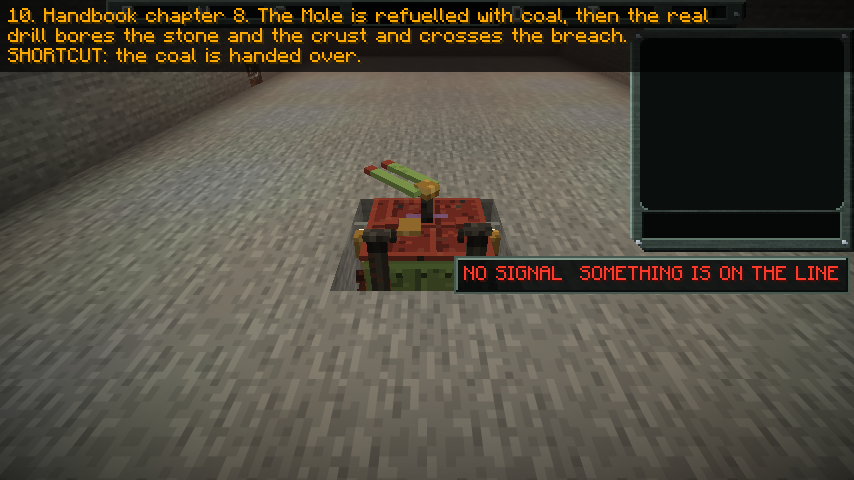 10. Handbook chapter 8. The Mole is refuelled with coal, then the real
drill bores the stone and the crust and crosses the breach.
SHORTCUT: the coal is handed over.
NO SIGNAL  SOMETHING IS ON THE LINE